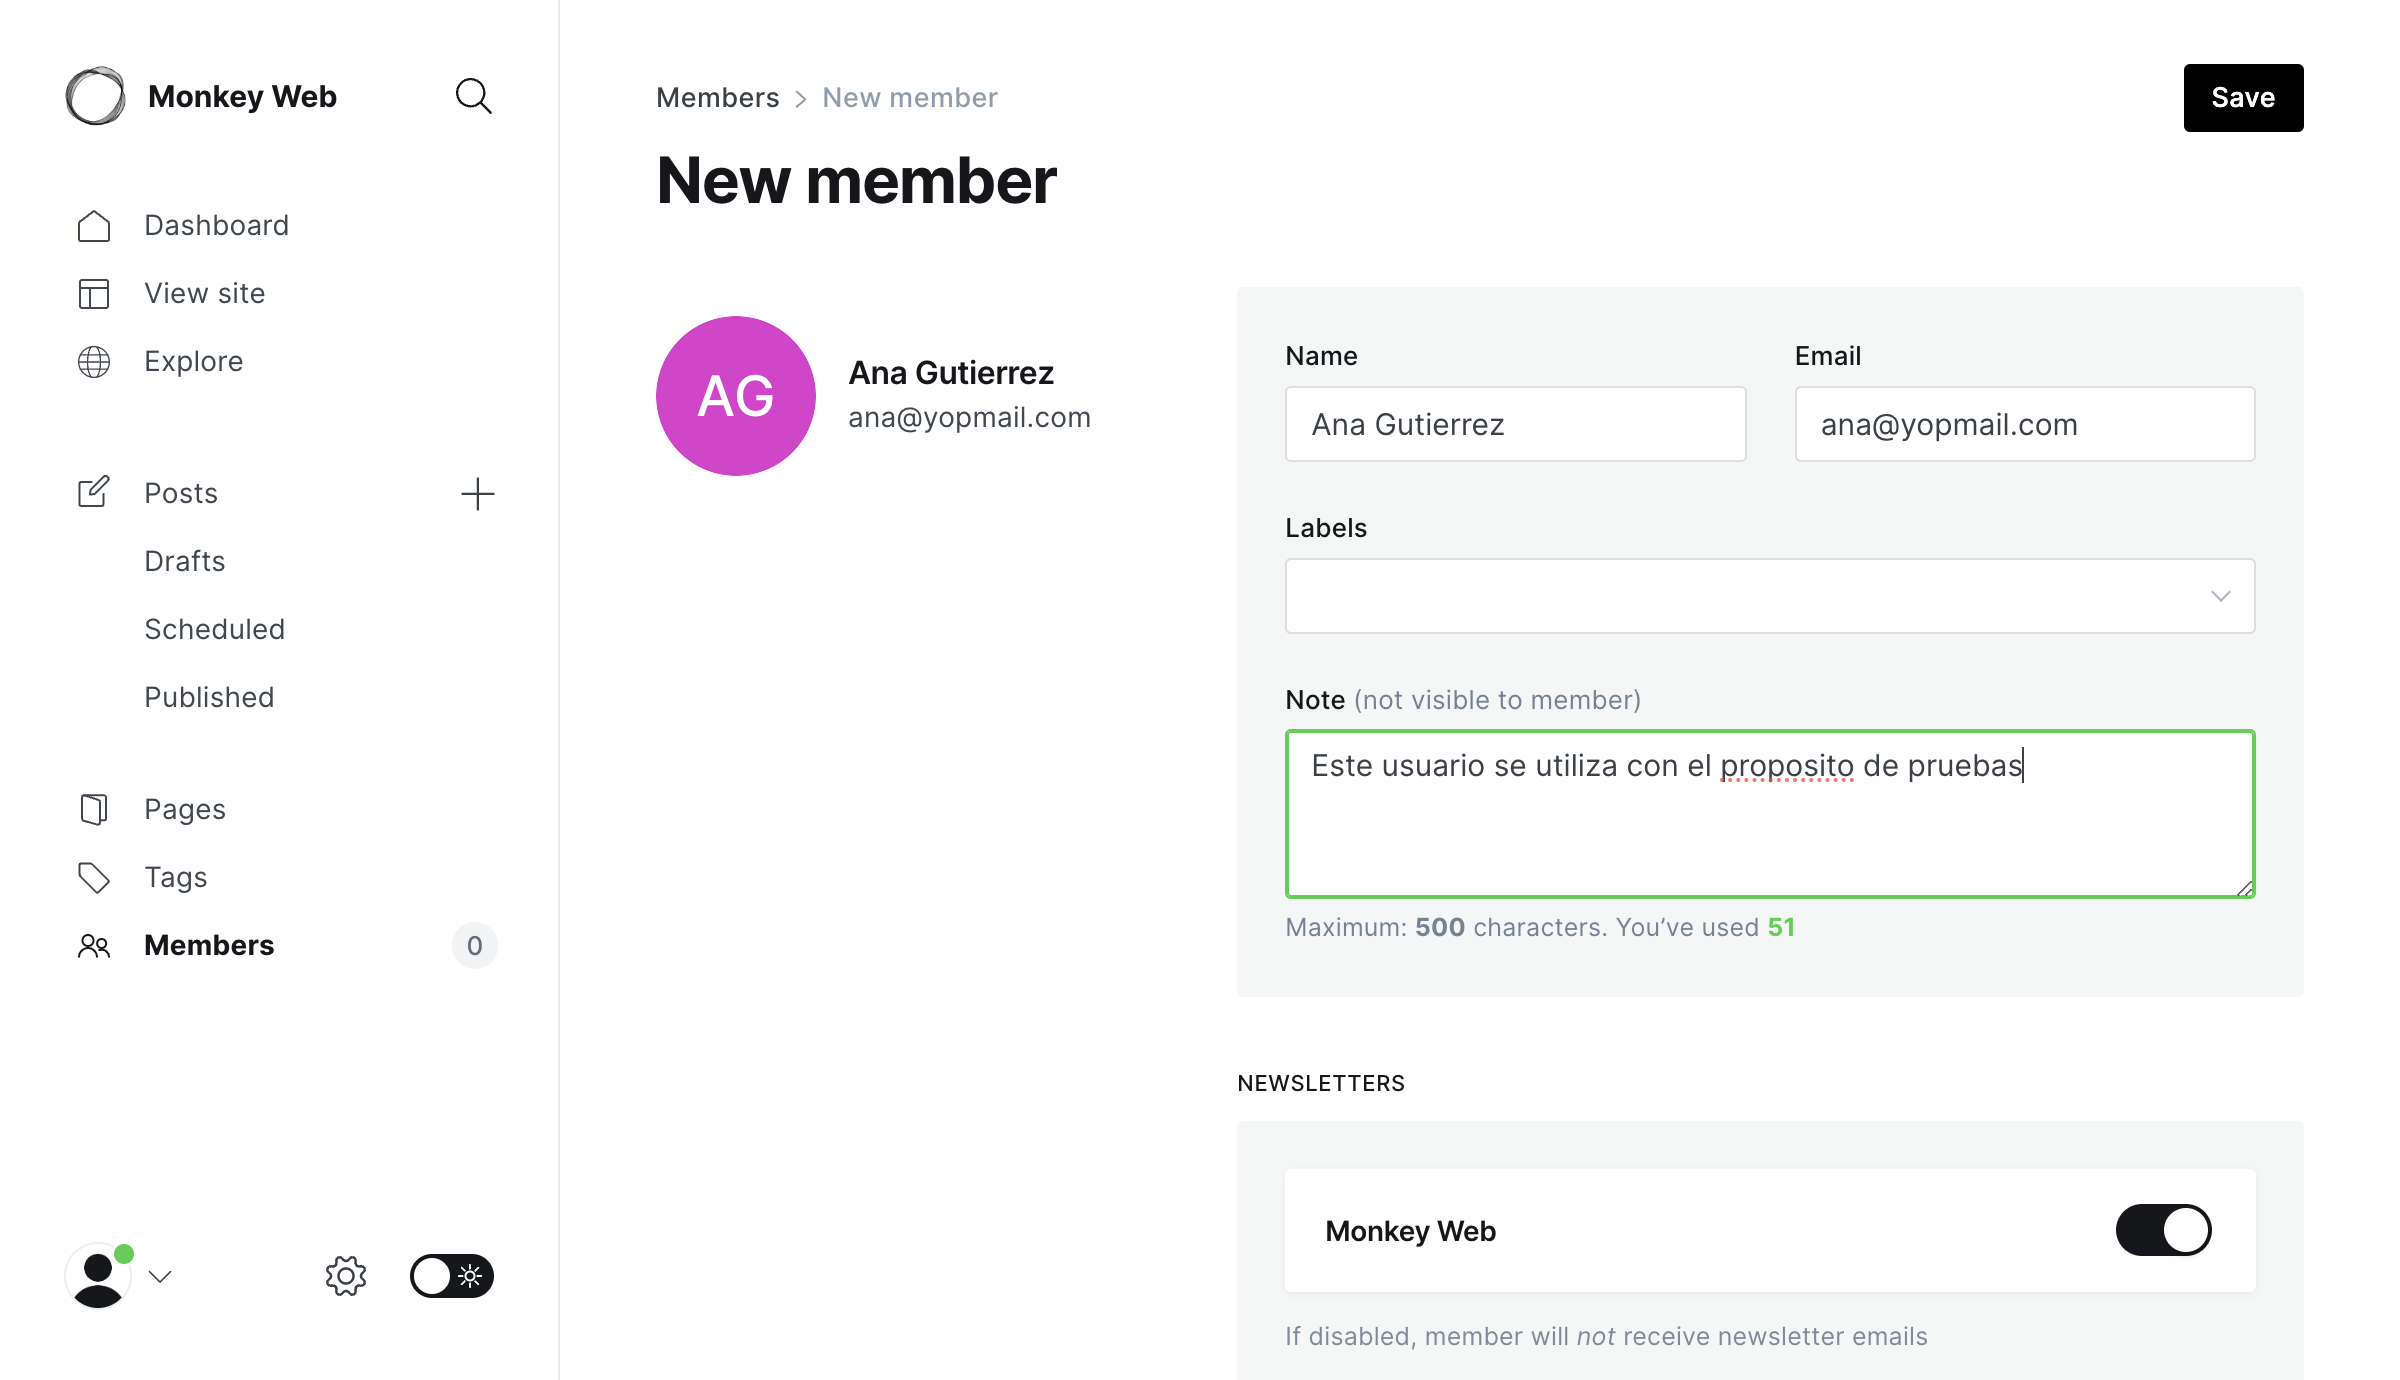 Monkey Web
Dashboard
View site
Explore
Posts
Drafts
Scheduled
Published
Pages
Tags
Members 0
Members > New member
Save
New member
AG
Ana Gutierrez
ana@yopmail.com
Name
Ana Gutierrez
Email
ana@yopmail.com
Labels
Note (not visible to member)
Este usuario se utiliza con el proposito de pruebas
Maximum: 500 characters. You’ve used 51
NEWSLETTERS
Monkey Web
If disabled, member will not receive newsletter emails